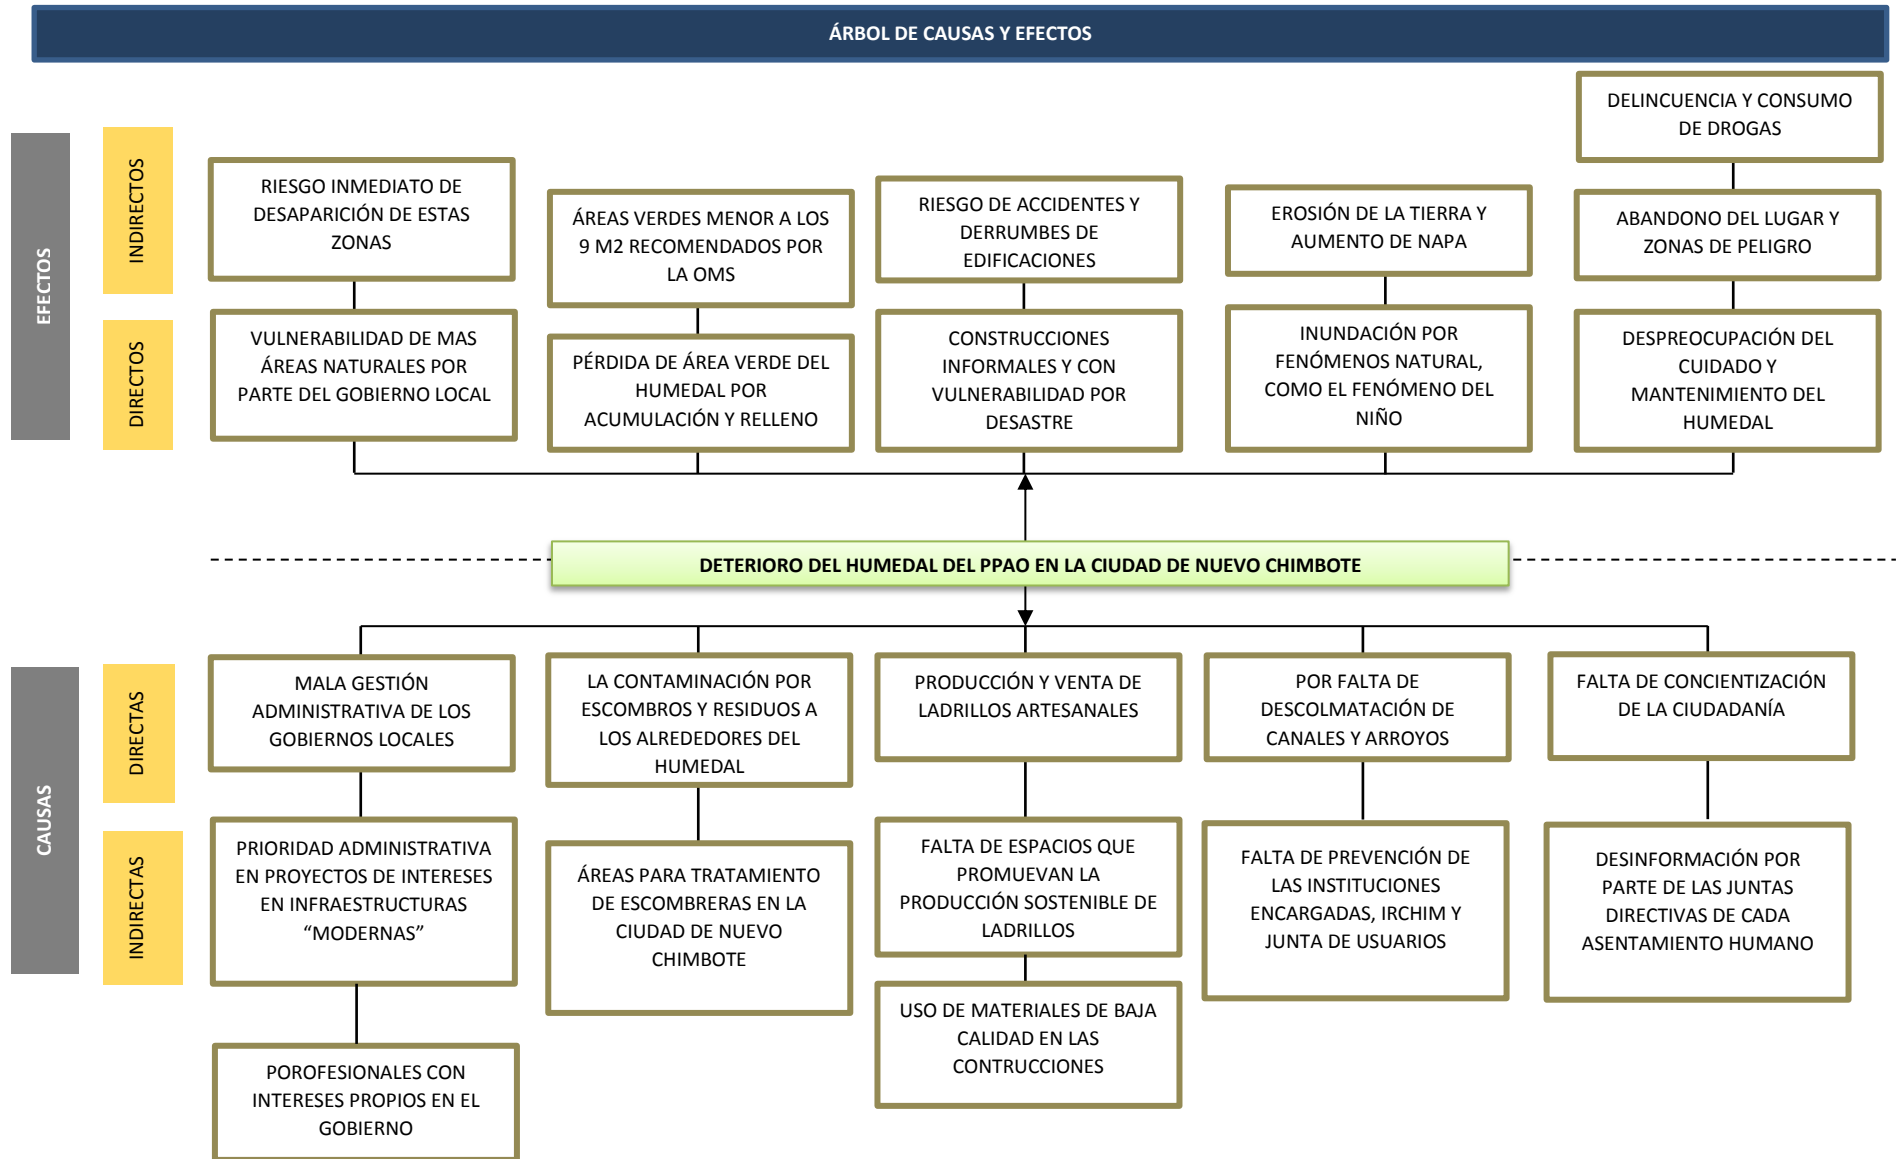 ÁRBOL DE CAUSAS Y EFECTOS
EFECTOS
INDIRECTOS
DELINCUENCIA Y CONSUMO
DE DROGAS
RIESGO INMEDIATO DE
DESAPARICIÓN DE ESTAS
ZONAS
ÁREAS VERDES MENOR A LOS
9 M2 RECOMENDADOS POR
LA OMS
RIESGO DE ACCIDENTES Y
DERRUMBES DE
EDIFICACIONES
EROSIÓN DE LA TIERRA Y
AUMENTO DE NAPA
ABANDONO DEL LUGAR Y
ZONAS DE PELIGRO
DIRECTOS
VULNERABILIDAD DE MAS
ÁREAS NATURALES POR
PARTE DEL GOBIERNO LOCAL
PÉRDIDA DE ÁREA VERDE DEL
HUMEDAL POR
ACUMULACIÓN Y RELLENO
CONSTRUCCIONES
INFORMALES Y CON
VULNERABILIDAD POR
DESASTRE
INUNDACIÓN POR
FENÓMENOS NATURAL,
COMO EL FENÓMENO DEL
NIÑO
DESPREOCUPACIÓN DEL
CUIDADO Y
MANTENIMIENTO DEL
HUMEDAL
DETERIORO DEL HUMEDAL DEL PPAO EN LA CIUDAD DE NUEVO CHIMBOTE
CAUSAS
DIRECTAS
MALA GESTIÓN
ADMINISTRATIVA DE LOS
GOBIERNOS LOCALES
LA CONTAMINACIÓN POR
ESCOMBROS Y RESIDUOS A
LOS ALREDEDORES DEL
HUMEDAL
PRODUCCIÓN Y VENTA DE
LADRILLOS ARTESANALES
POR FALTA DE
DESCOLMATACIÓN DE
CANALES Y ARROYOS
FALTA DE CONCIENTIZACIÓN
DE LA CIUDADANÍA
INDIRECTAS
PRIORIDAD ADMINISTRATIVA
EN PROYECTOS DE INTERESES
EN INFRAESTRUCTURAS
“MODERNAS”
ÁREAS PARA TRATAMIENTO
DE ESCOMBRERAS EN LA
CIUDAD DE NUEVO
CHIMBOTE
FALTA DE ESPACIOS QUE
PROMUEVAN LA
PRODUCCIÓN SOSTENIBLE DE
LADRILLOS
FALTA DE PREVENCIÓN DE
LAS INSTITUCIONES
ENCARGADAS, IRCHIM Y
JUNTA DE USUARIOS
DESINFORMACIÓN POR
PARTE DE LAS JUNTAS
DIRECTIVAS DE CADA
ASENTAMIENTO HUMANO
USO DE MATERIALES DE BAJA
CALIDAD EN LAS
CONTRUCCIONES
POROFESIONALES CON
INTERESES PROPIOS EN EL
GOBIERNO